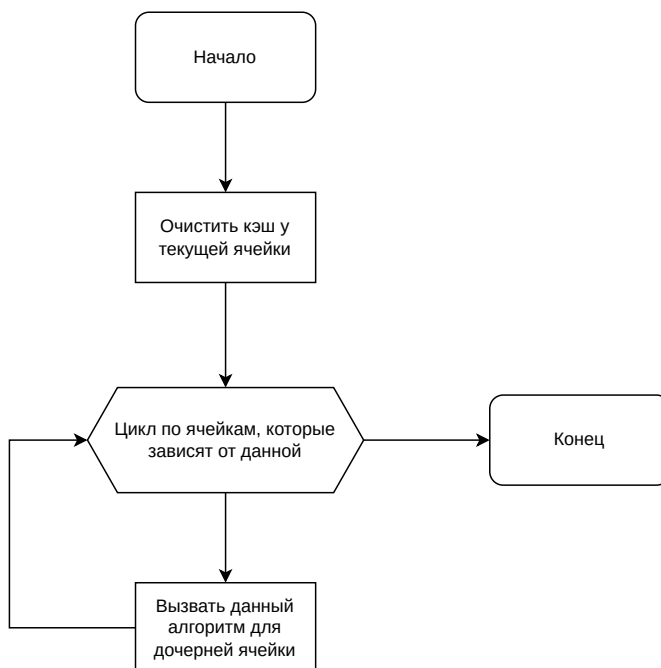 Начало
Очистить кэш у
текущей ячейки
Цикл по ячейкам, которые
зависят от данной
Конец
Вызвать данный
алгоритм для
дочерней ячейки